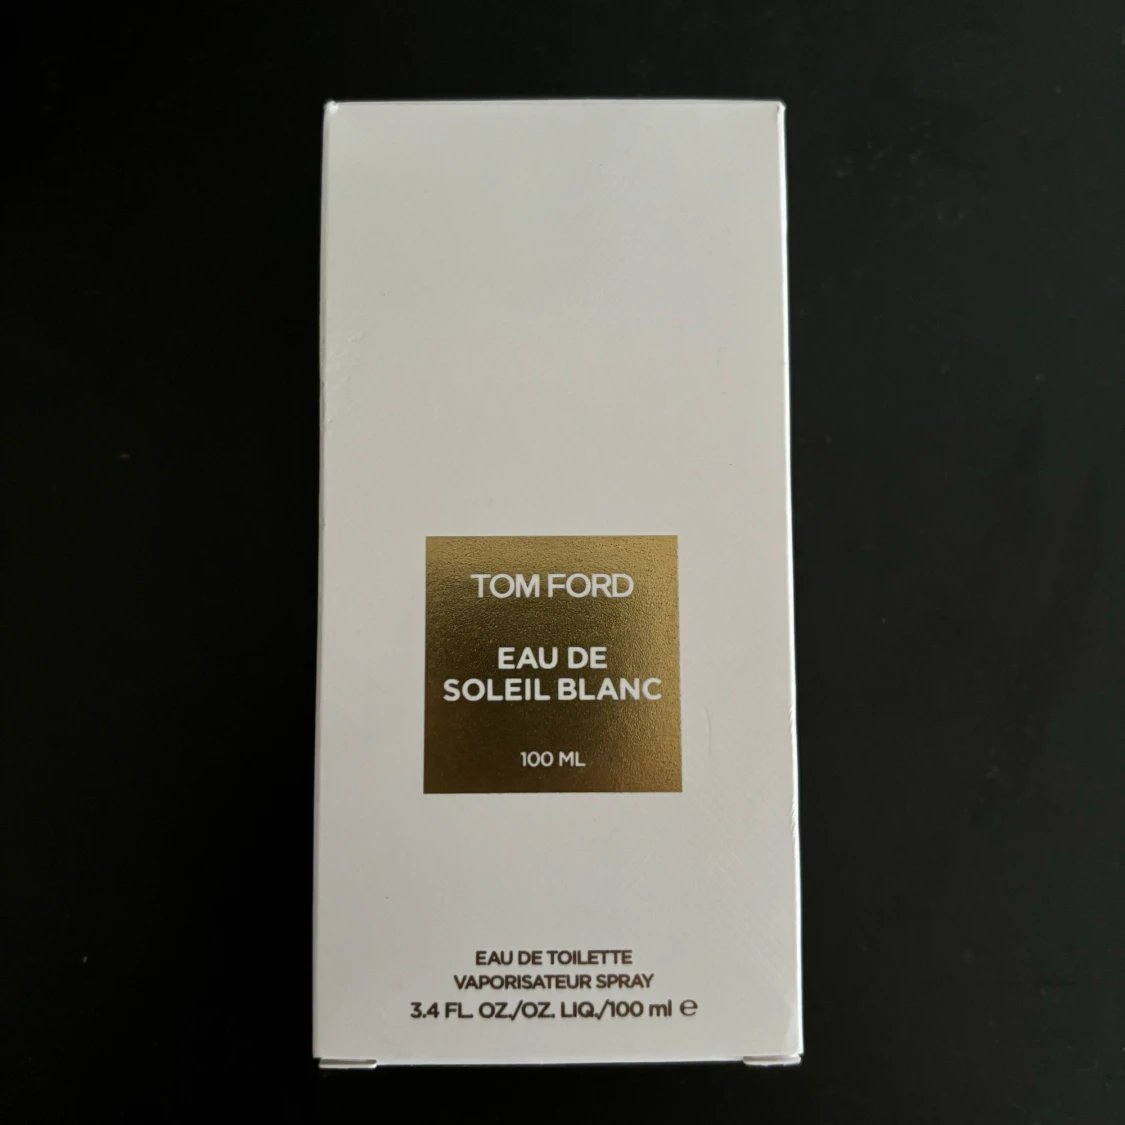 TOM FORD
EAU DE
SOLEIL BLANC
100 ML
EAU DE TOILETTE
VAPORISATEUR SPRAY
3.4 FL. OZ./OZ. LIQ./100 ml ℮